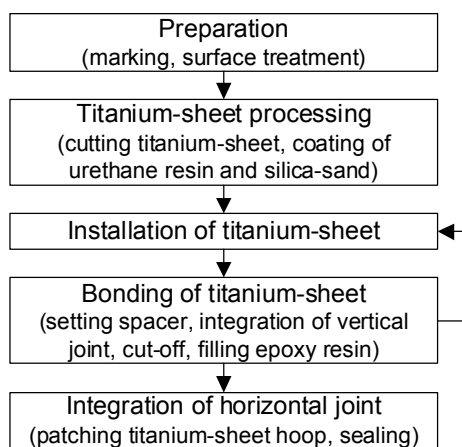 Preparation
(marking, surface treatment)
Titanium-sheet processing
(cutting titanium-sheet, coating of
urethane resin and silica-sand)
Installation of titanium-sheet
Bonding of titanium-sheet
(setting spacer, integration of vertical
joint, cut-off, filling epoxy resin)
Integration of horizontal joint
(patching titanium-sheet hoop, sealing)